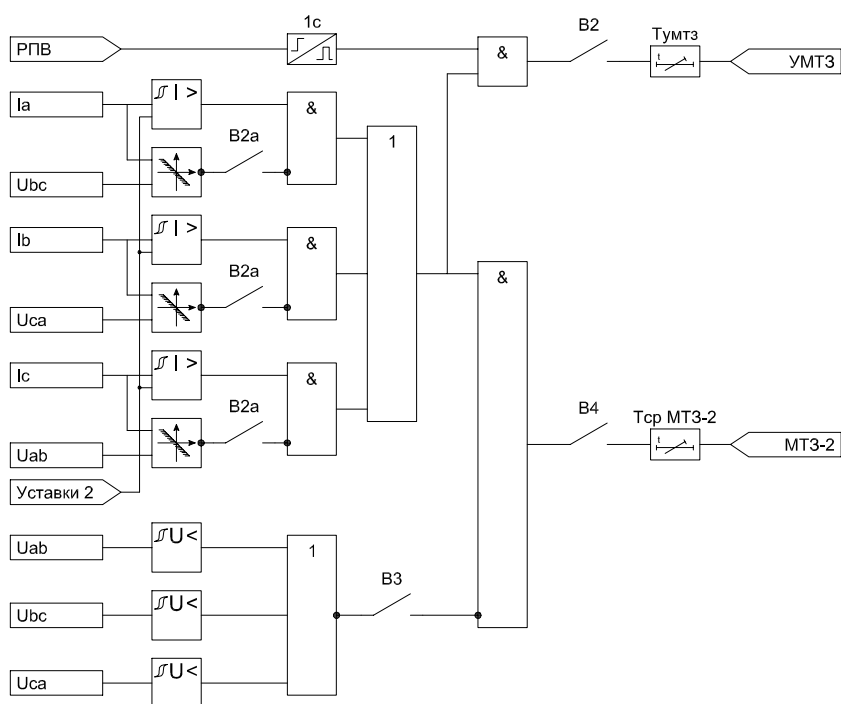 1с
РПВ
&
В2
Тумтз
t
УМТЗ
Ia
I >
&
В2а
Ubc
1
Ib
I >
&
В2а
Uca
&
Ic
I >
&
В2а
Uab
В4
Тср МТЗ-2
t
МТЗ-2
Уставки 2
Uab
U<
1
В3
Ubc
U<
Uca
U<